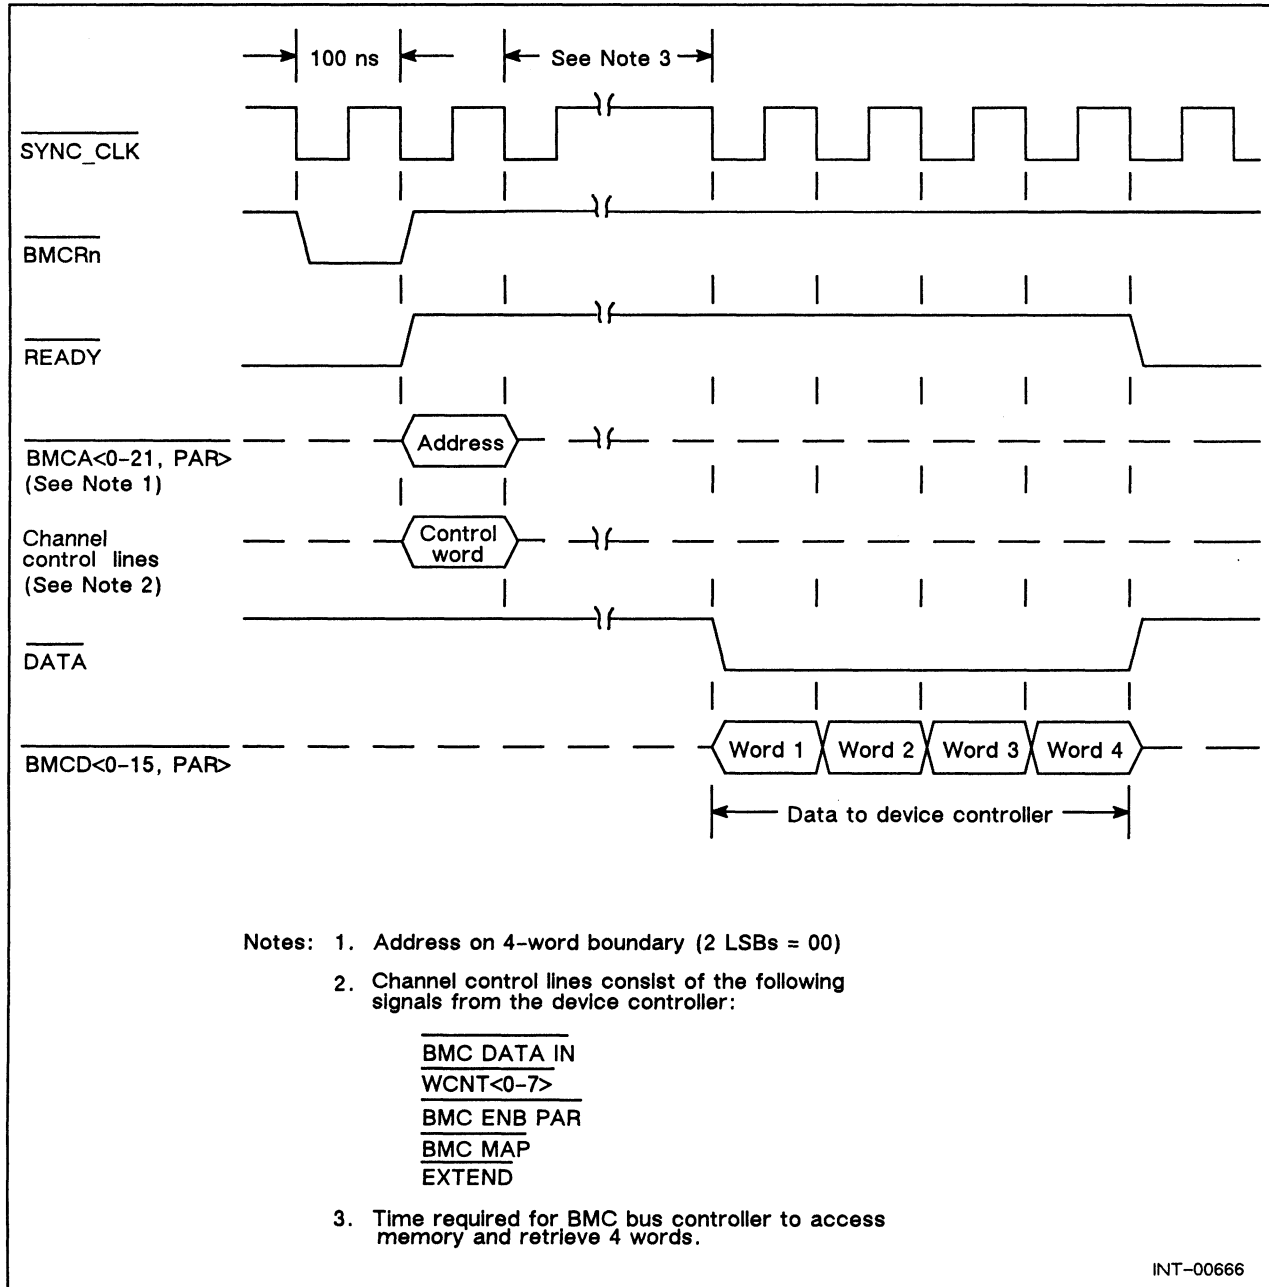 100 ns
See Note 3
SYNC_CLK
BMCRn
READY
BMCA<0-21, PAR>
(See Note 1)
Address
Channel
control lines
(See Note 2)
Control
word
DATA
BMCD<0-15, PAR>
Word 1 Word 2 Word 3 Word 4
Data to device controller
Notes: 1. Address on 4-word boundary (2 LSBs = 00)
2. Channel control lines consist of the following
signals from the device controller:
BMC DATA IN
WCNT<0-7>
BMC ENB PAR
BMC MAP
EXTEND
3. Time required for BMC bus controller to access
memory and retrieve 4 words.
INT-00666